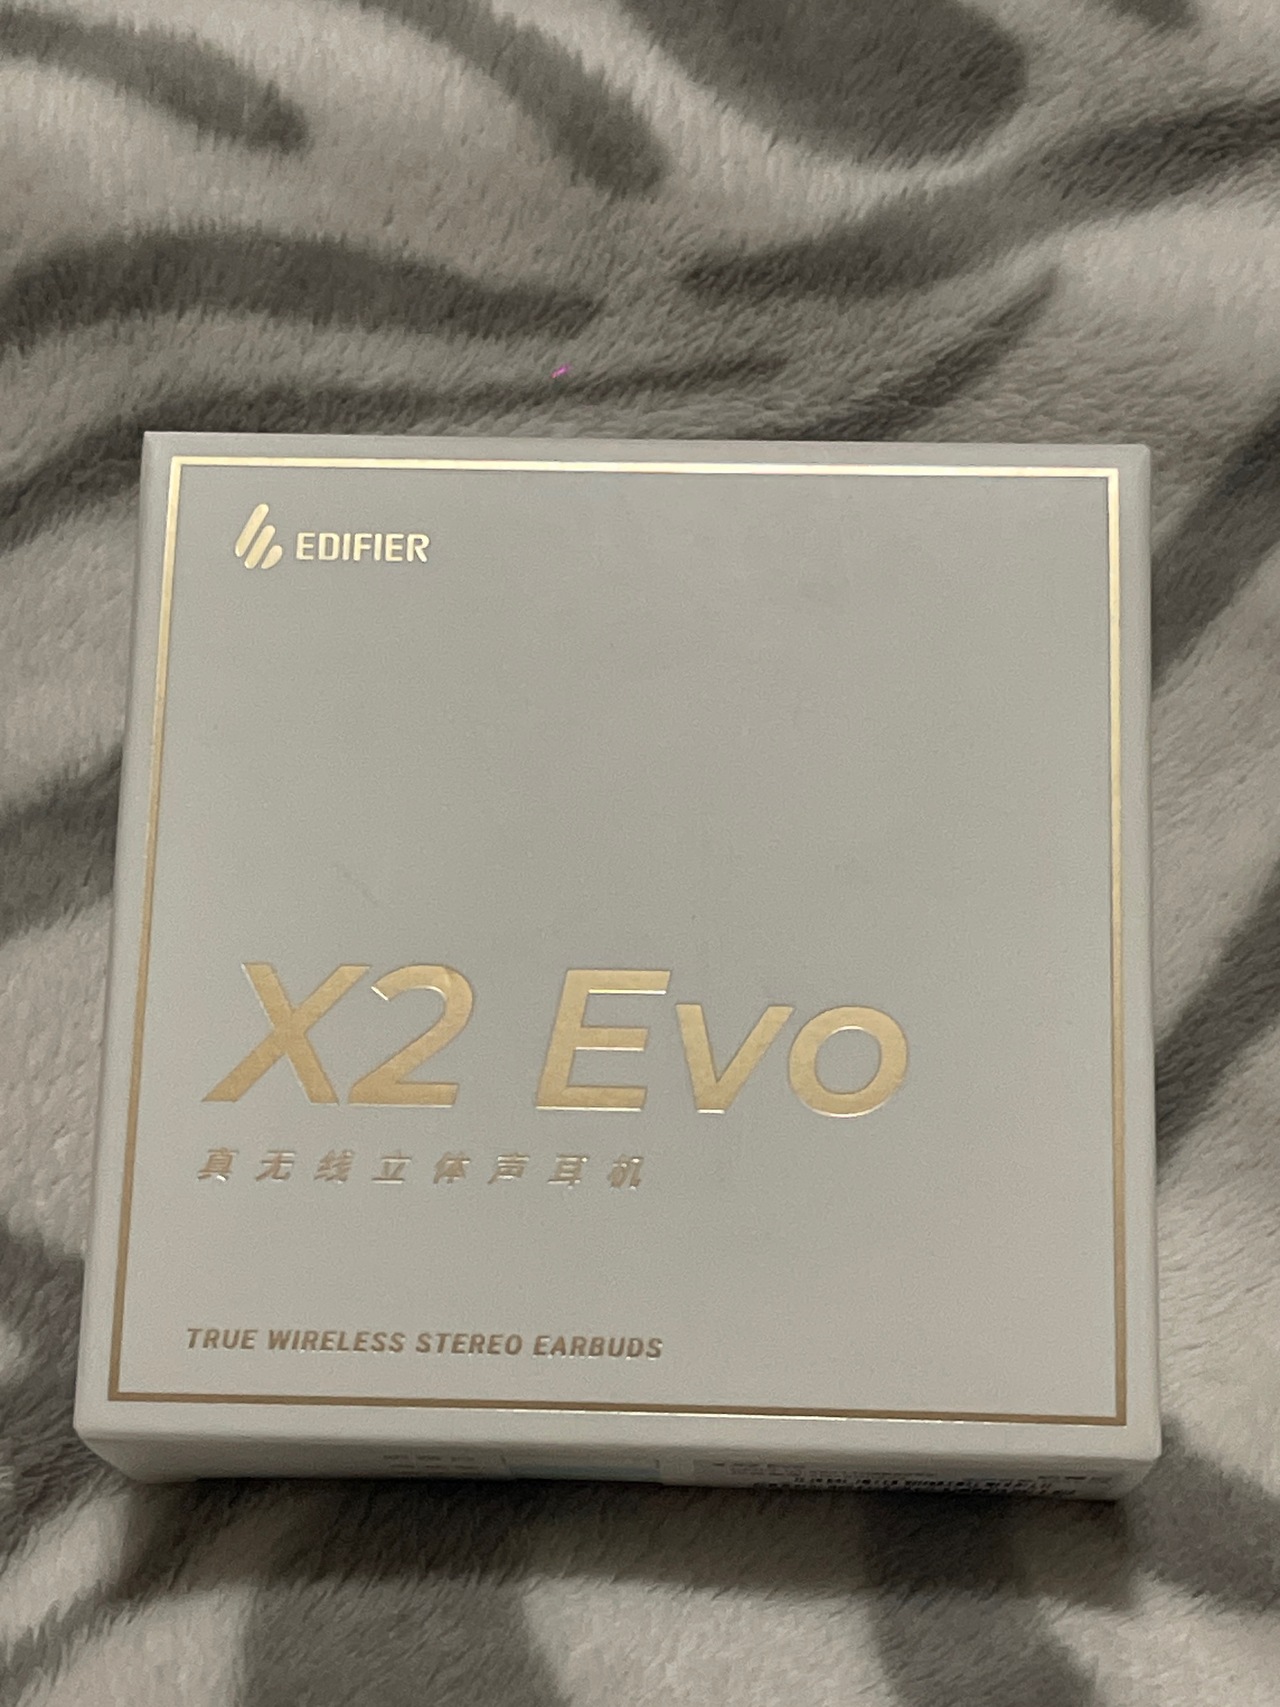 EDIFIER
X2 Evo
真无线立体声耳机
TRUE WIRELESS STEREO EARBUDS